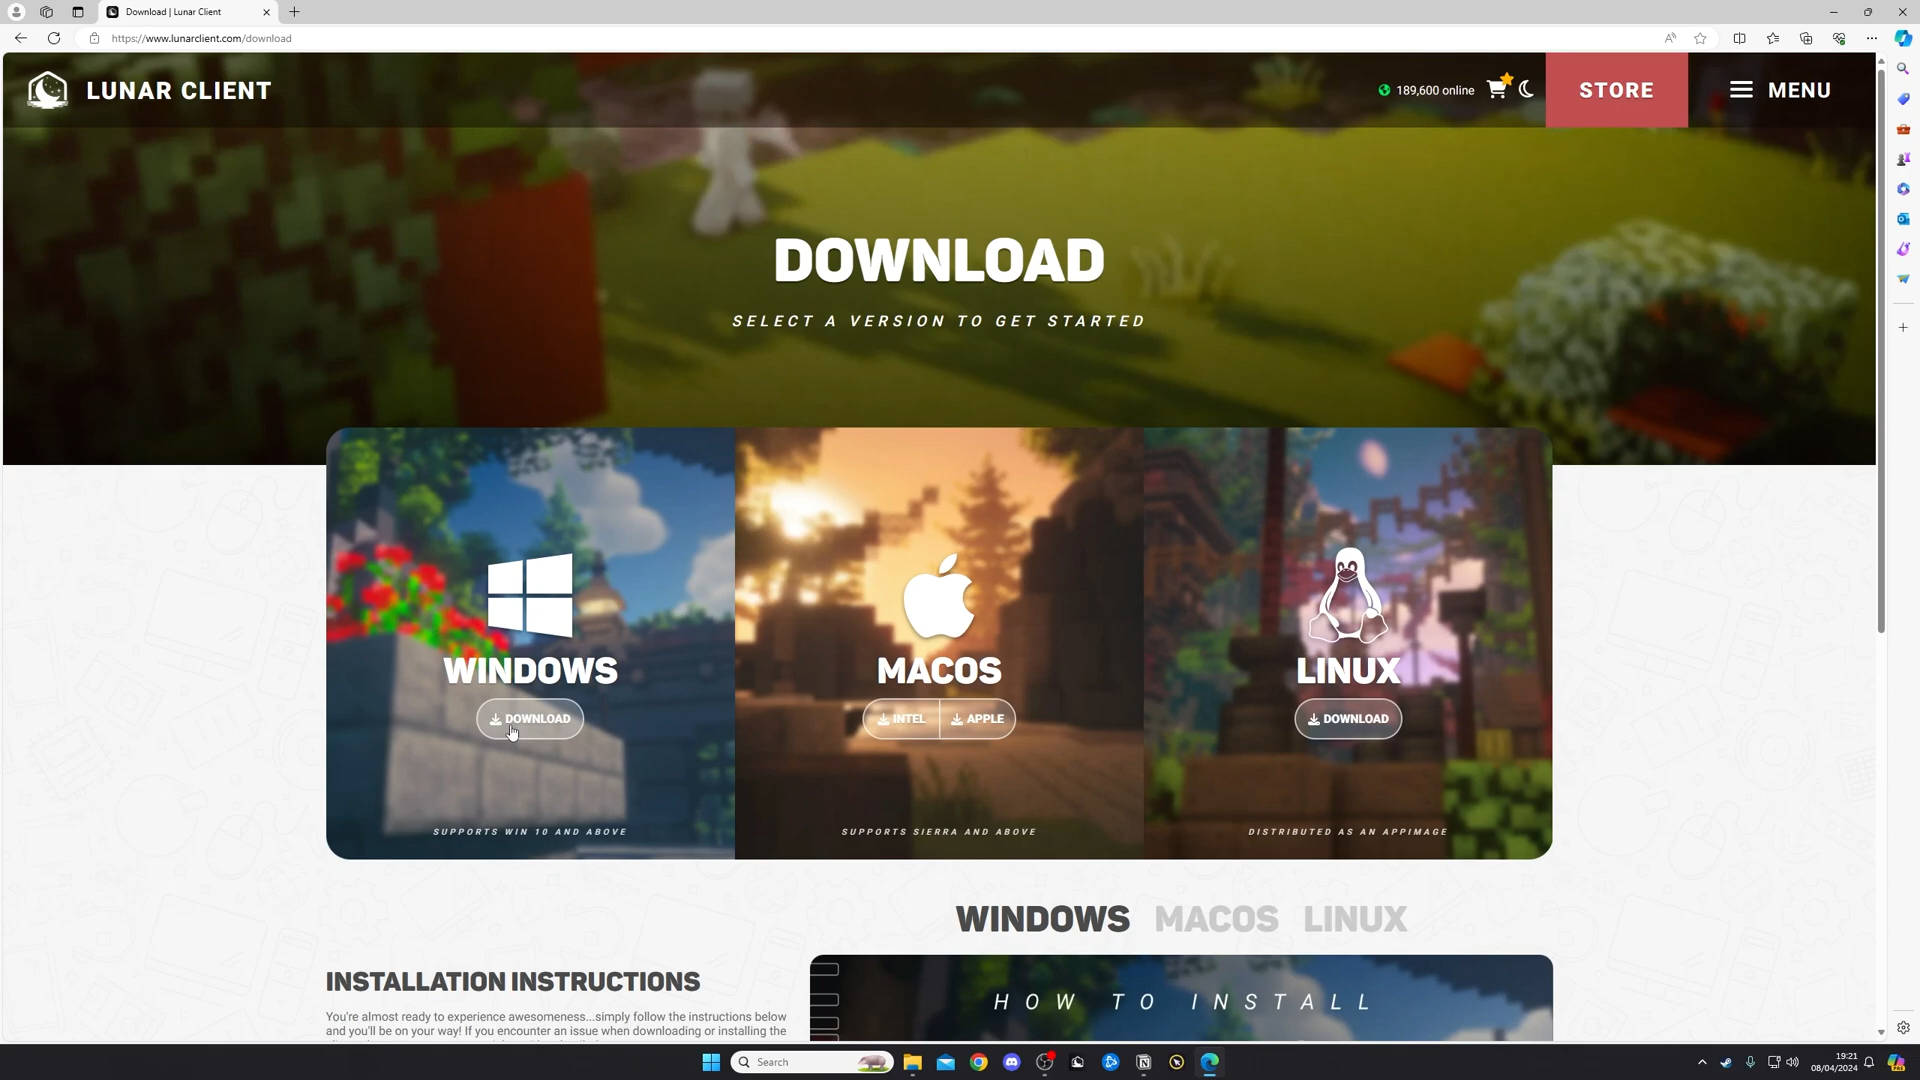 Download | Lunar Client
https://www.lunarclient.com/download
LUNAR CLIENT
189,600 online
STORE
MENU
DOWNLOAD
SELECT A VERSION TO GET STARTED
WINDOWS
DOWNLOAD
SUPPORTS WIN 10 AND ABOVE
MACOS
INTEL
APPLE
SUPPORTS SIERRA AND ABOVE
LINUX
DOWNLOAD
DISTRIBUTED AS AN APPIMAGE
WINDOWS MACOS LINUX
INSTALLATION INSTRUCTIONS
You're almost ready to experience awesomeness...simply follow the instructions below
and you'll be on your way! If you encounter an issue when downloading or installing the
HOW TO INSTALL
Search
19:21
08/04/2024